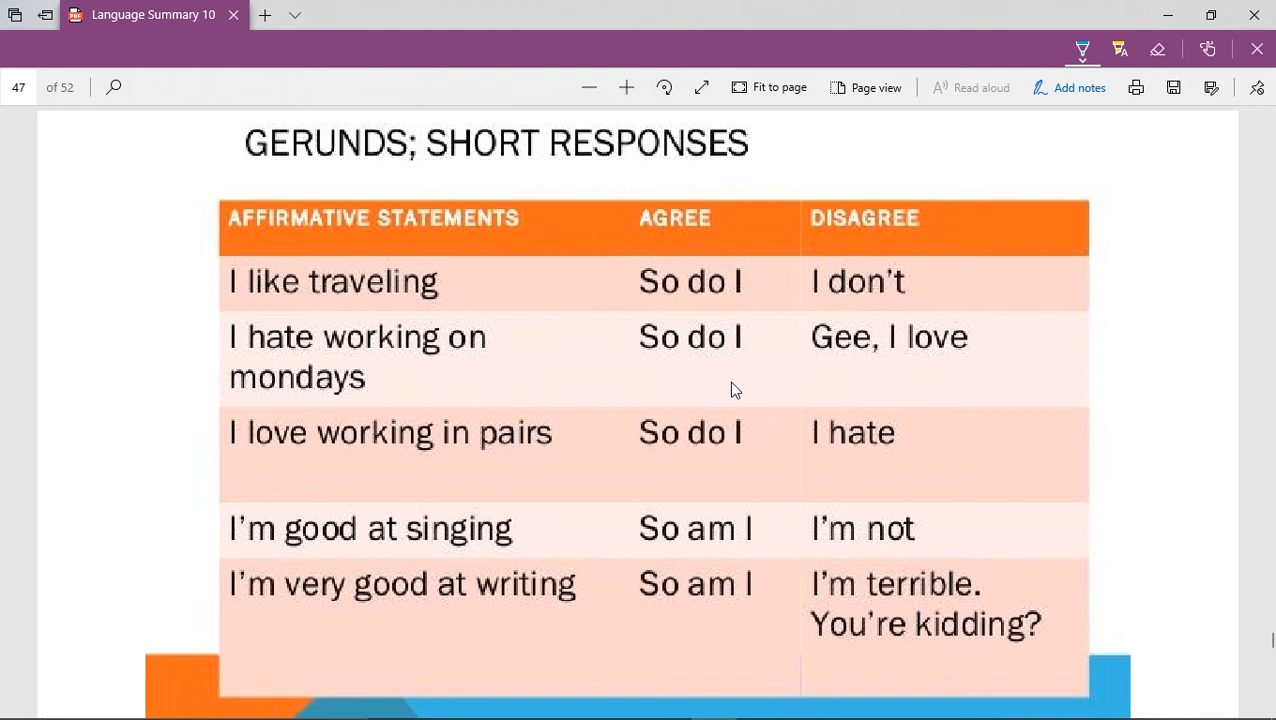 Language Summary 10
47 of 52
Fit to page
Page view
Read aloud
Add notes
GERUNDS; SHORT RESPONSES
AFFIRMATIVE STATEMENTS AGREE DISAGREE
I like traveling So do I I don't
I hate working on So do I Gee, I love
mondays
I love working in pairs So do I I hate
I'm good at singing So am I I'm not
I'm very good at writing So am I I'm terrible.
You're kidding?